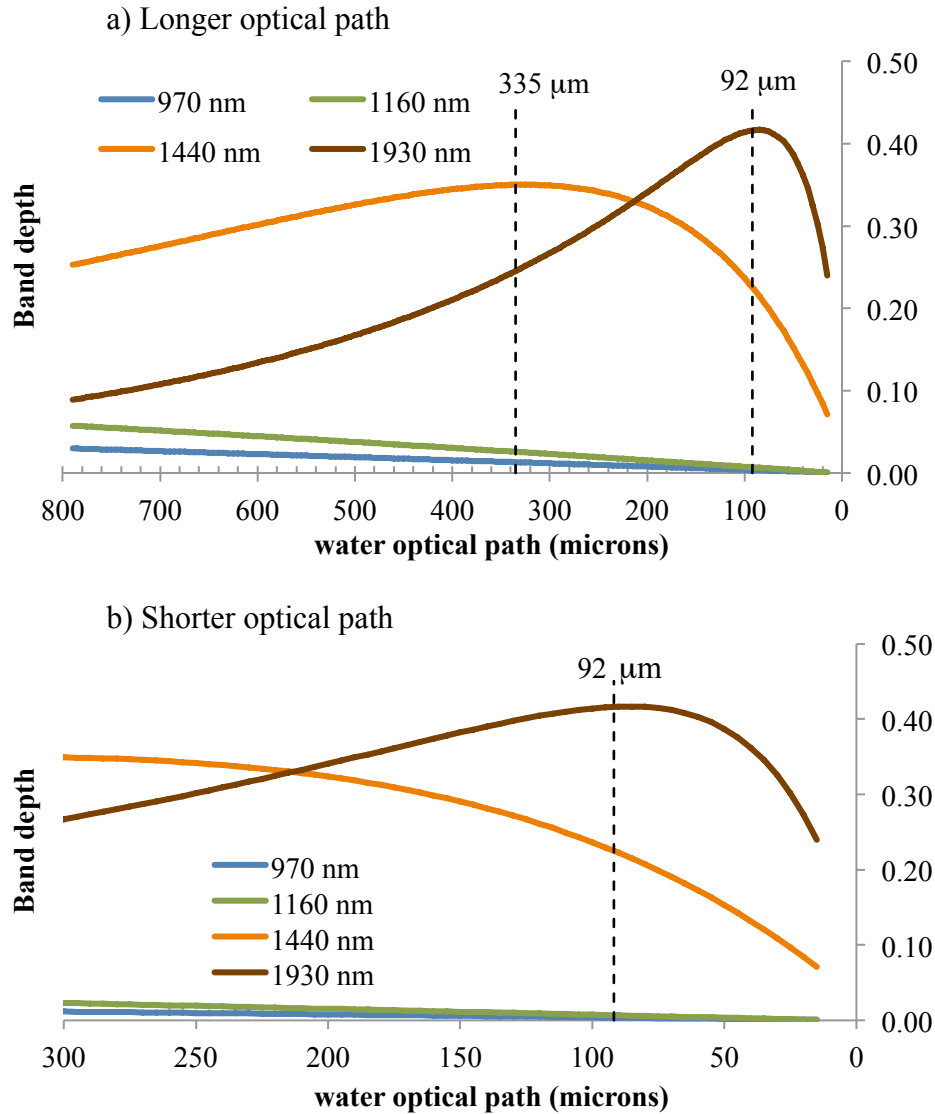 a) Longer optical path
335 µm
92 µm
970 nm
1160 nm
1440 nm
1930 nm
0.50
0.40
0.30
0.20
0.10
0.00
Band depth
800 700 600 500 400 300 200 100 0
water optical path (microns)
b) Shorter optical path
92 µm
0.50
0.40
0.30
0.20
0.10
0.00
Band depth
970 nm
1160 nm
1440 nm
1930 nm
300 250 200 150 100 50 0
water optical path (microns)